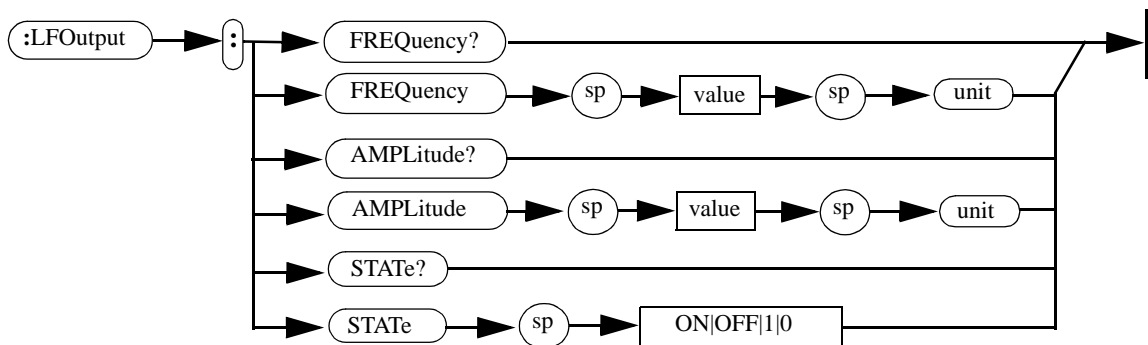 :LFOutput : FREQuency?
FREQuency sp value sp unit
AMPLitude?
AMPLitude sp value sp unit
STATe?
STATe sp ON|OFF|1|0